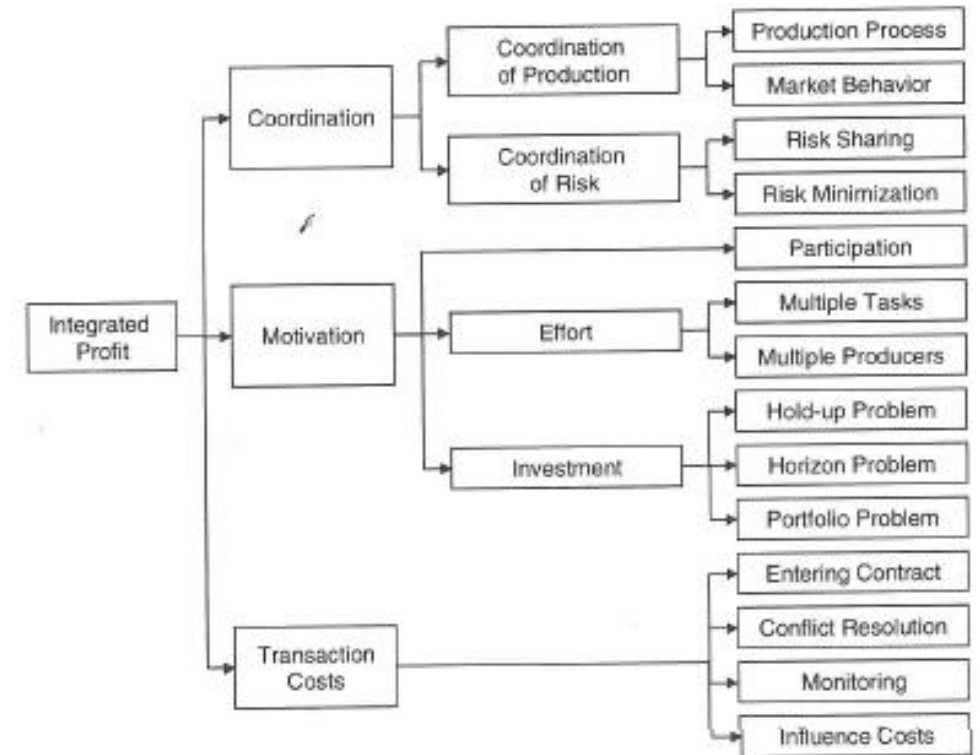 Integrated
Profit
Coordination
Coordination
of Production
Production Process
Market Behavior
Coordination
of Risk
Risk Sharing
Risk Minimization
Motivation
Participation
Effort
Multiple Tasks
Multiple Producers
Investment
Hold-up Problem
Horizon Problem
Portfolio Problem
Transaction
Costs
Entering Contract
Conflict Resolution
Monitoring
Influence Costs